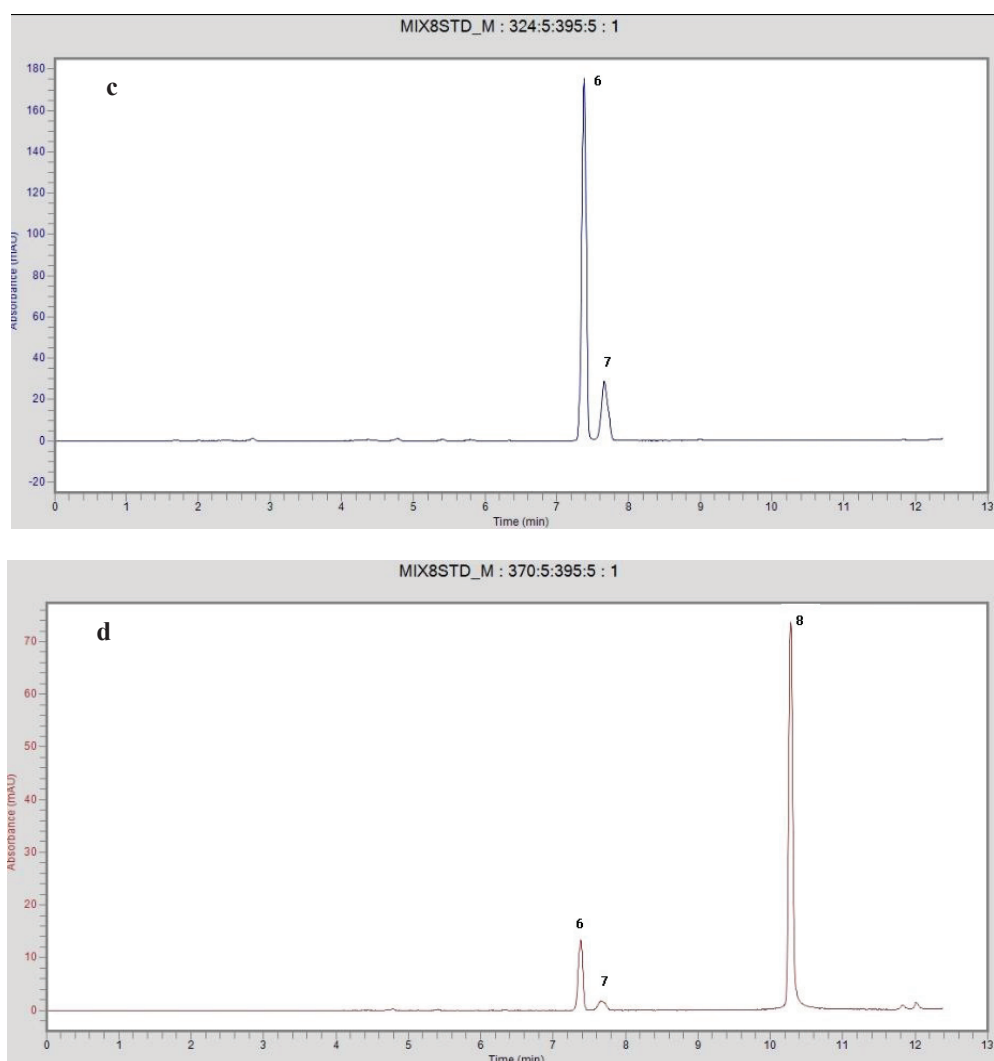 MIX8STD_M : 324:5:395:5 : 1
c
6
7
180
160
140
120
100
80
60
40
20
0
-20
Absorbance (mAU)
0 1 2 3 4 5 6 7 8 9 10 11 12 13
Time (min)
MIX8STD_M : 370:5:395:5 : 1
d
8
6
7
70
60
50
40
30
20
10
0
Absorbance (mAU)
0 1 2 3 4 5 6 7 8 9 10 11 12 13
Time (min)